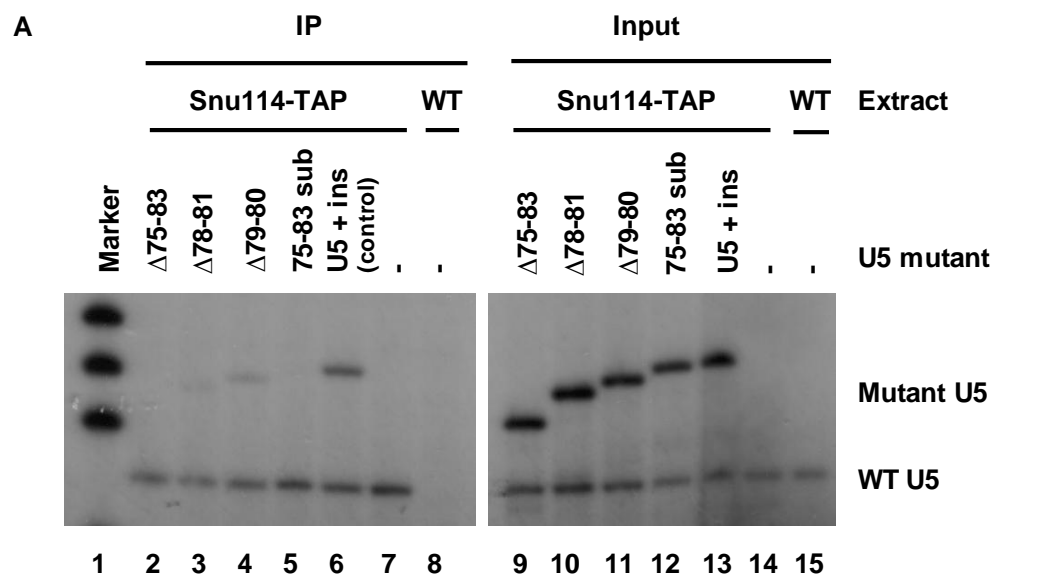 A
IP Input
Snu114-TAP WT Snu114-TAP WT Extract
Marker Δ75-83 Δ78-81 Δ79-80 75-83 sub U5 + ins (control) - - Δ75-83 Δ78-81 Δ79-80 75-83 sub U5 + ins - - U5 mutant
Mutant U5
WT U5
1 2 3 4 5 6 7 8 9 10 11 12 13 14 15